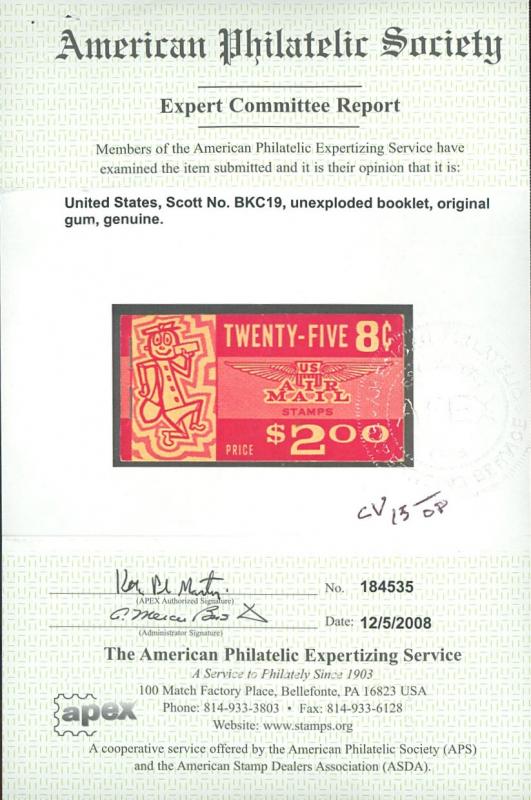 American Philatelic Society
Expert Committee Report
Members of the American Philatelic Expertizing Service have
examined the item submitted and it is their opinion that it is:
United States, Scott No. BKC19, unexploded booklet, original
gum, genuine.
TWENTY-FIVE 8¢
US
AIR
MAIL
STAMPS
PRICE $2.00
CV 15
No. 184535
(APEX Authorized Signature)
Date: 12/5/2008
(Administrator Signature)
The American Philatelic Expertizing Service
A Service to Philately Since 1903
100 Match Factory Place, Bellefonte, PA 16823 USA
Phone: 814-933-3803 • Fax: 814-933-6128
Website: www.stamps.org
apex
A cooperative service offered by the American Philatelic Society (APS)
and the American Stamp Dealers Association (ASDA).